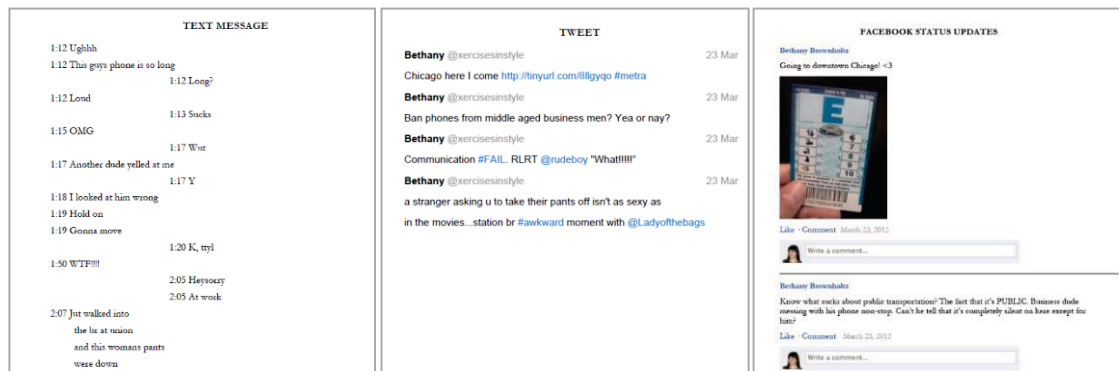 TEXT MESSAGE
1:12 Ughhh
1:12 This guys phone is so long
1:12 Long?
1:12 Loud
1:13 Sucks
1:15 OMG
1:17 Wut
1:17 Another dude yelled at me
1:17 Y
1:18 I looked at him wrong
1:19 Hold on
1:19 Gonna move
1:20 K, ttyl
1:50 WTF!!!!
2:05 Heysorry
2:05 At work
2:07 Jut walked into
the br at union
and this womans pants
were down
TWEET
Bethany @xercisesinstyle 23 Mar
Chicago here I come http://tinyurl.com/8llgyqo #metra
Bethany @xercisesinstyle 23 Mar
Ban phones from middle aged business men? Yea or nay?
Bethany @xercisesinstyle 23 Mar
Communication #FAIL. RLRT @rudeboy "What!!!!!"
Bethany @xercisesinstyle 23 Mar
a stranger asking u to take their pants off isn't as sexy as
in the movies...station br #awkward moment with @Ladyofthebags
FACEBOOK STATUS UPDATES
Bethany Brownholtz
Going to downtown Chicago! <3
E
6
7
8
9
10
Like · Comment March 23, 2012
Write a comment...
Bethany Brownholtz
Know what sucks about public transportation? The fact that it's PUBLIC. Business dude
messing with his phone non-stop. Can't he tell that it's completely silent on here except for
him?
Like · Comment March 23, 2012
Write a comment...